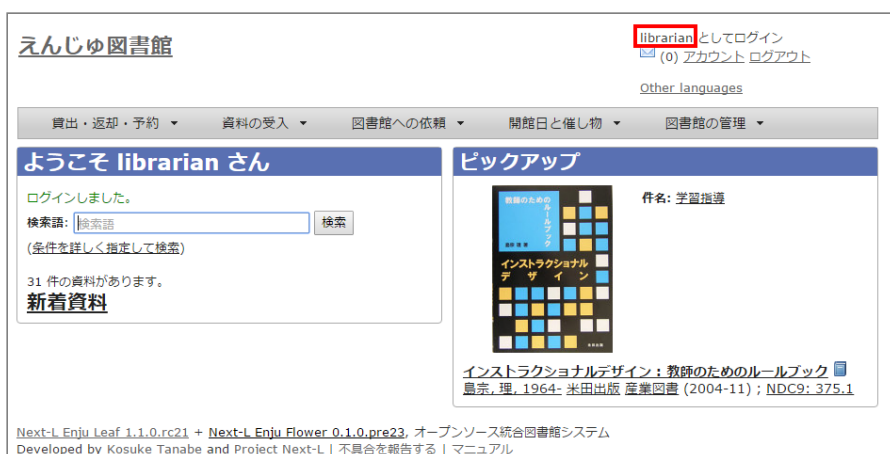 えんじゅ図書館
librarian としてログイン
(0) アカウント ログアウト
Other languages
貸出・返却・予約 ▼ 資料の受入 ▼ 図書館への依頼 ▼ 開館日と催し物 ▼ 図書館の管理 ▼
ようこそ librarian さん
ログインしました。
検索語: 検索語 検索
(条件を詳しく指定して検索)
31 件の資料があります。
新着資料
ピックアップ
教師のための
ルールブック
島宗 理 著
インストラクショナル
デザイン
件名: 学習指導
インストラクショナルデザイン : 教師のためのルールブック
島宗, 理, 1964- 米田出版 産業図書 (2004-11) ; NDC9: 375.1
Next-L Enju Leaf 1.1.0.rc21 + Next-L Enju Flower 0.1.0.pre23, オープンソース統合図書館システム
Developed by Kosuke Tanabe and Project Next-L | 不具合を報告する | マニュアル